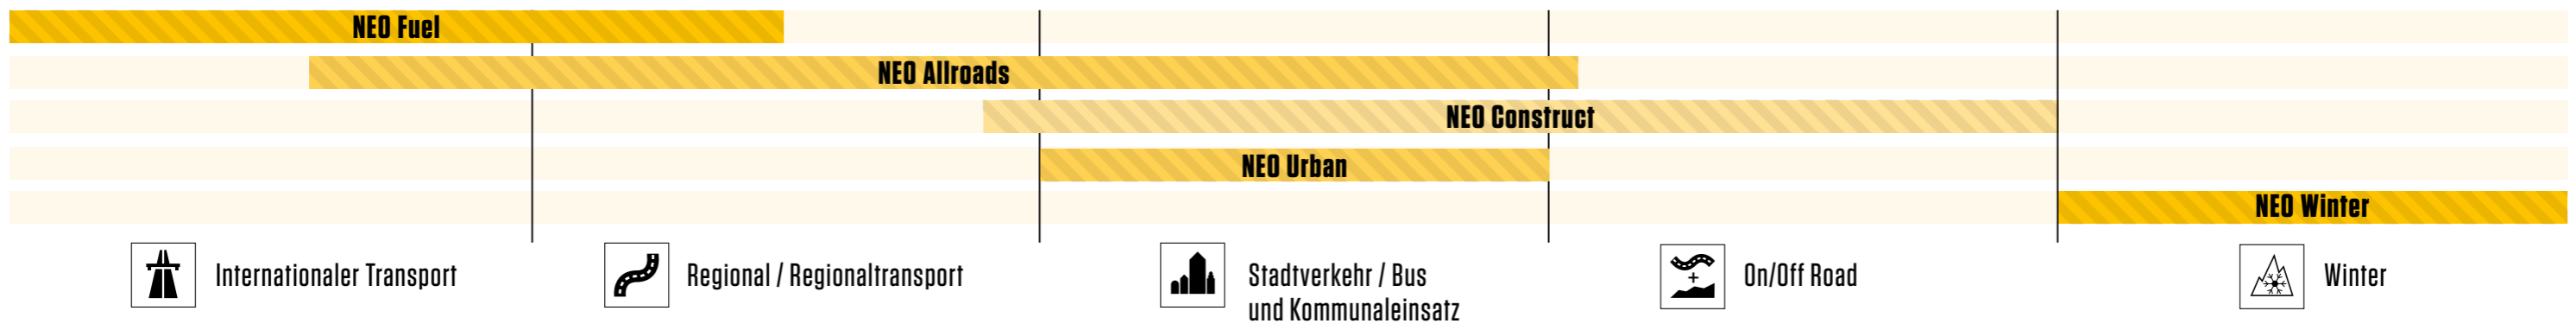 NEO Fuel
NEO Allroads
NEO Construct
NEO Urban
NEO Winter
Internationaler Transport
Regional / Regionaltransport
Stadtverkehr / Bus
und Kommunaleinsatz
On/Off Road
Winter